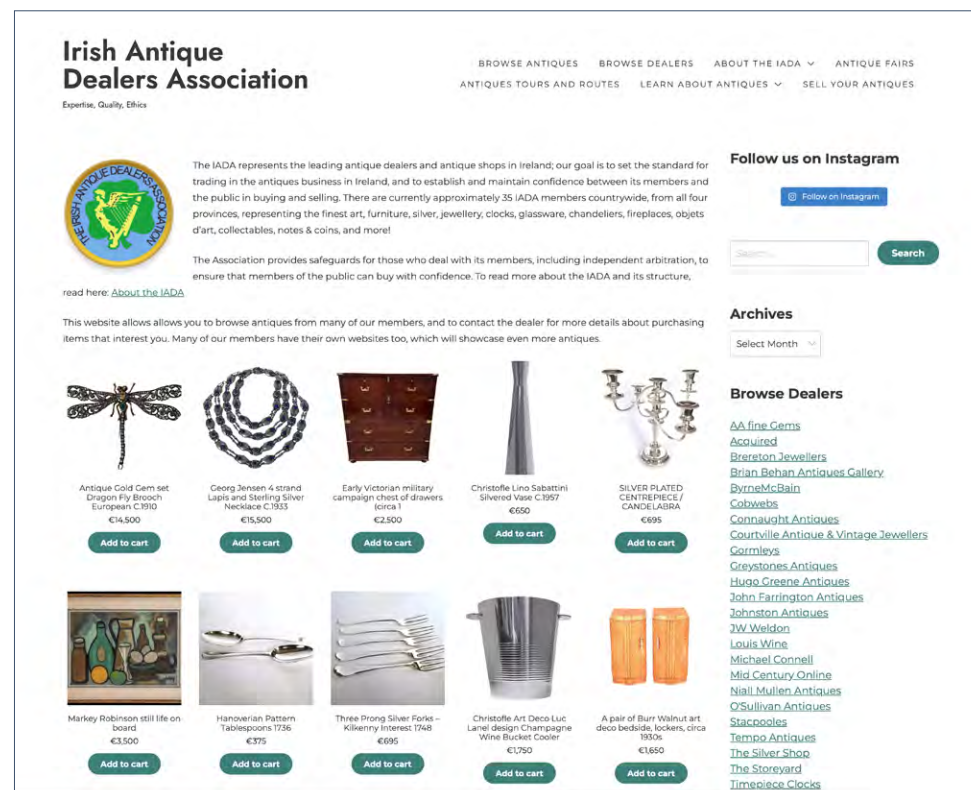 Irish Antique
Dealers Association
Expertise, Quality, Ethics
BROWSE ANTIQUES BROWSE DEALERS ABOUT THE IADA ANTIQUE FAIRS
ANTIQUES TOURS AND ROUTES LEARN ABOUT ANTIQUES SELL YOUR ANTIQUES
THE IRISH ANTIQUE DEALERS ASSOCIATION
The IADA represents the leading antique dealers and antique shops in Ireland; our goal is to set the standard for
trading in the antiques business in Ireland, and to establish and maintain confidence between its members and
the public in buying and selling. There are currently approximately 35 IADA members countrywide, from all four
provinces, representing the finest art, furniture, silver, jewellery, clocks, glassware, chandeliers, fireplaces, objets
d'art, collectables, notes & coins, and more!
The Association provides safeguards for those who deal with its members, including independent arbitration, to
ensure that members of the public can buy with confidence. To read more about the IADA and its structure,
read here: About the IADA
This website allows allows you to browse antiques from many of our members, and to contact the dealer for more details about purchasing
items that interest you. Many of our members have their own websites too, which will showcase even more antiques.
Antique Gold Gem set
Dragon Fly Brooch
European C.1910
€14,500
Add to cart
Georg Jensen 4 strand
Lapis and Sterling Silver
Necklace C.1933
€15,500
Add to cart
Early Victorian military
campaign chest of drawers
(circa 1
€2,500
Add to cart
Christofle Lino Sabattini
Silvered Vase C.1957
€650
Add to cart
SILVER PLATED
CENTREPIECE /
CANDELABRA
€695
Add to cart
Markey Robinson still life on
board
€3,500
Add to cart
Hanoverian Pattern
Tablespoons 1736
€375
Add to cart
Three Prong Silver Forks –
Kilkenny Interest 1748
€695
Add to cart
Christofle Art Deco Luc
Lanel design Champagne
Wine Bucket Cooler
€1,750
Add to cart
A pair of Burr Walnut art
deco bedside, lockers, circa
1930s
€1,650
Add to cart
Follow us on Instagram
Follow on Instagram
Search…
Search
Archives
Select Month
Browse Dealers
AA fine Gems
Acquired
Brereton Jewellers
Brian Behan Antiques Gallery
ByrneMcBain
Cobwebs
Connaught Antiques
Courtville Antique & Vintage Jewellers
Gormleys
Greystones Antiques
Hugo Greene Antiques
John Farrington Antiques
Johnston Antiques
JW Weldon
Louis Wine
Michael Connell
Mid Century Online
Niall Mullen Antiques
O'Sullivan Antiques
Stacpooles
Tempo Antiques
The Silver Shop
The Storeyard
Timepiece Clocks